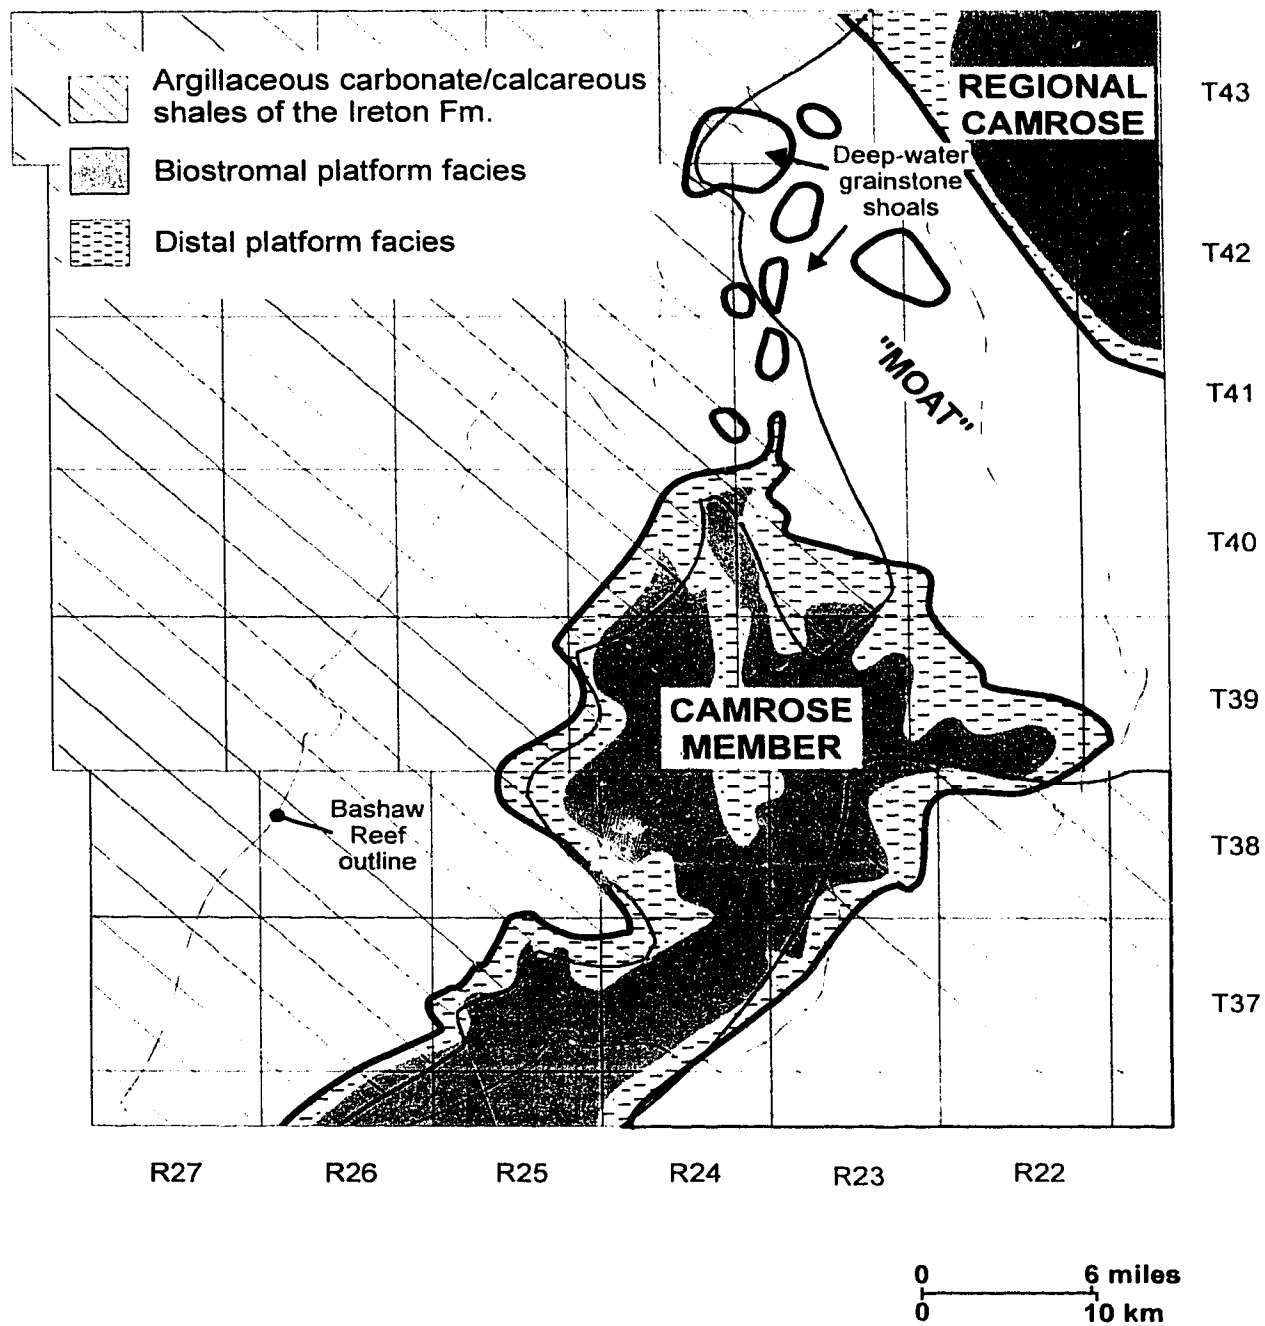 Argillaceous carbonate/calcareous
shales of the Ireton Fm.
Biostromal platform facies
Distal platform facies
REGIONAL
CAMROSE
Deep-water
grainstone
shoals
"MOAT"
CAMROSE
MEMBER
Bashaw
Reef
outline
T43
T42
T41
T40
T39
T38
T37
R27
R26
R25
R24
R23
R22
0
6 miles
0
10 km